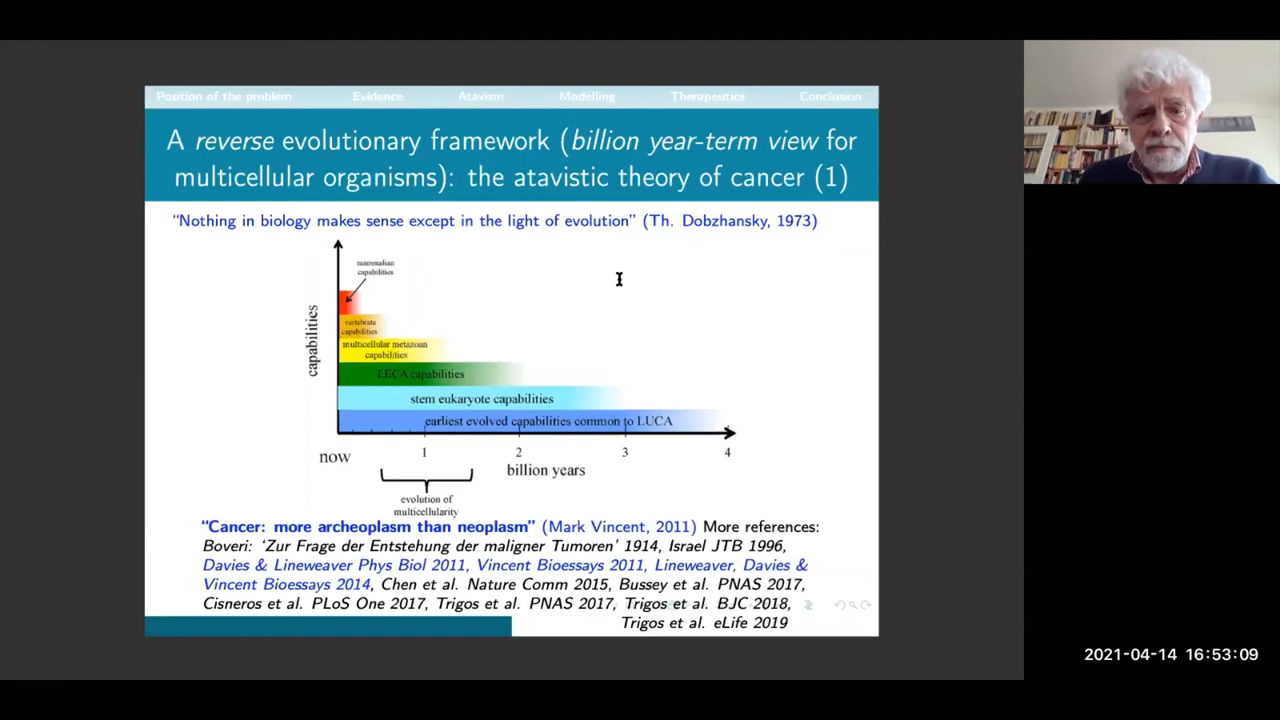 Position of the problem Evidence Atavism Modelling Therapeutics Conclusion
A reverse evolutionary framework (billion year-term view for
multicellular organisms): the atavistic theory of cancer (1)
“Nothing in biology makes sense except in the light of evolution” (Th. Dobzhansky, 1973)
mammalian
capabilities
capabilities
vertebrate
capabilities
multicellular metazoan
capabilities
LECA capabilities
stem eukaryote capabilities
earliest evolved capabilities common to LUCA
now 1 2 3 4
billion years
evolution of
multicellularity
“Cancer: more archeoplasm than neoplasm” (Mark Vincent, 2011) More references:
Boveri: ‘Zur Frage der Entstehung der maligner Tumoren’ 1914, Israel JTB 1996,
Davies & Lineweaver Phys Biol 2011, Vincent Bioessays 2011, Lineweaver, Davies &
Vincent Bioessays 2014, Chen et al. Nature Comm 2015, Bussey et al. PNAS 2017,
Cisneros et al. PLoS One 2017, Trigos et al. PNAS 2017, Trigos et al. BJC 2018,
Trigos et al. eLife 2019
2021-04-14 16:53:09